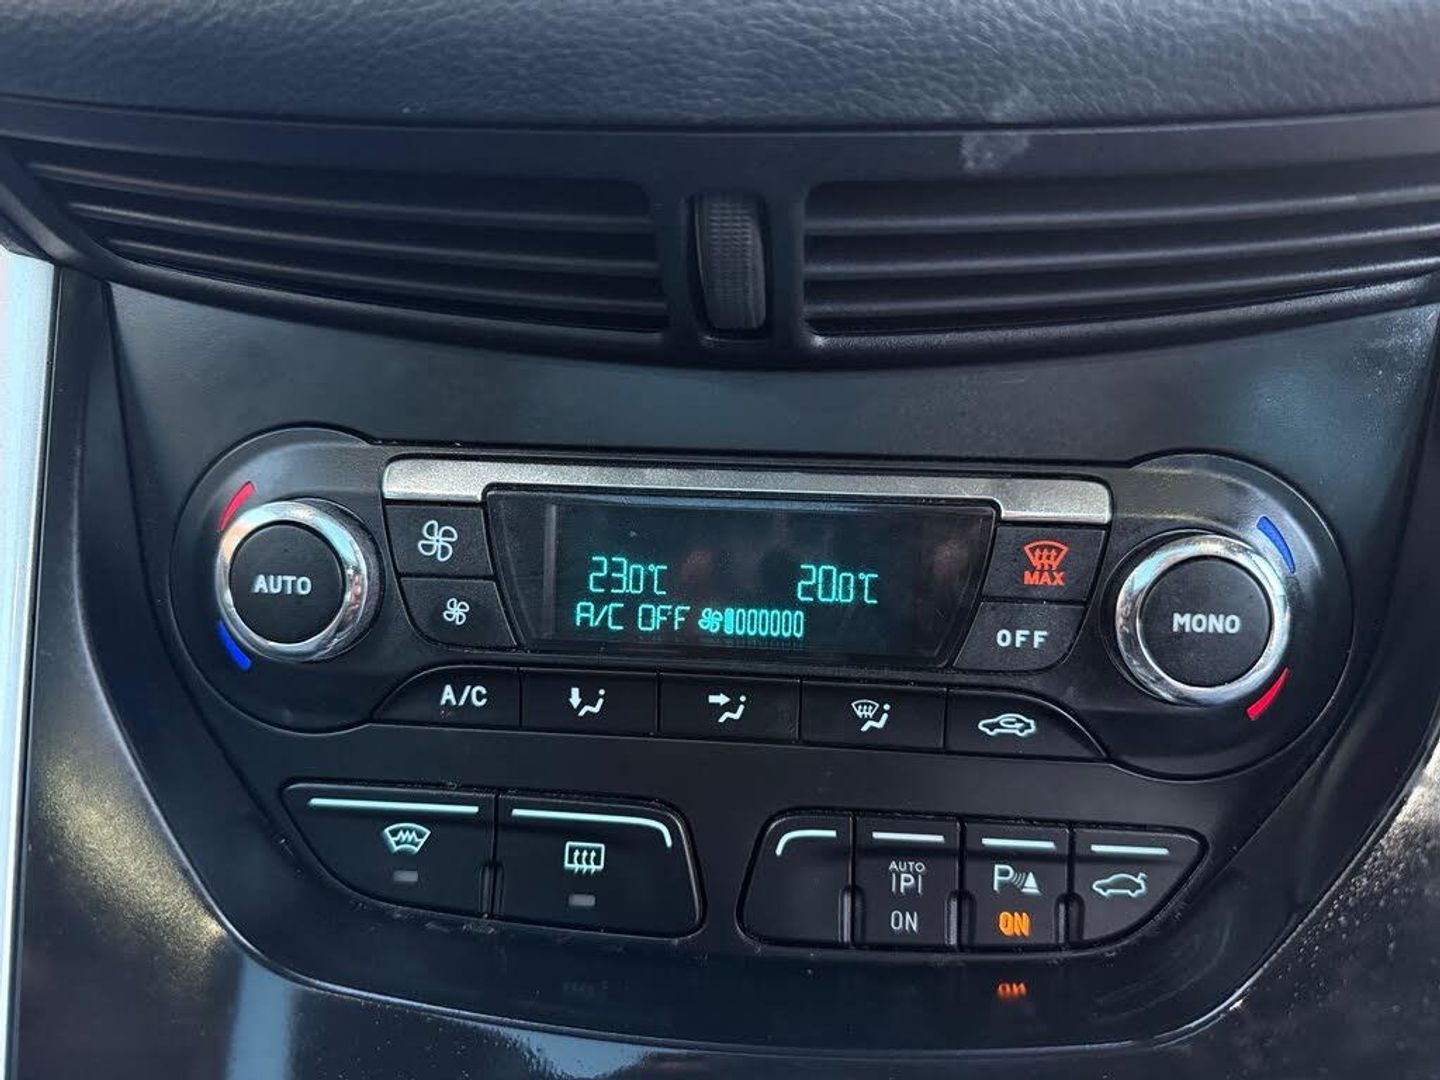 AUTO
23.0°C 20.0°C
A/C OFF
MAX
OFF
MONO
A/C
AUTO
P
ON
P
ON